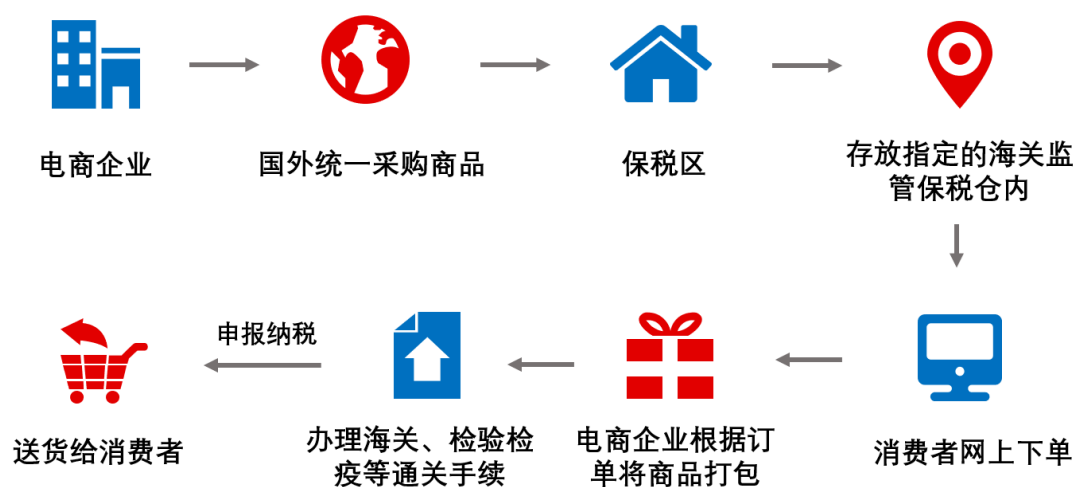 电商企业
国外统一采购商品
保税区
存放指定的海关监
管保税仓内
消费者网上下单
电商企业根据订
单将商品打包
办理海关、检验检
疫等通关手续
申报纳税
送货给消费者